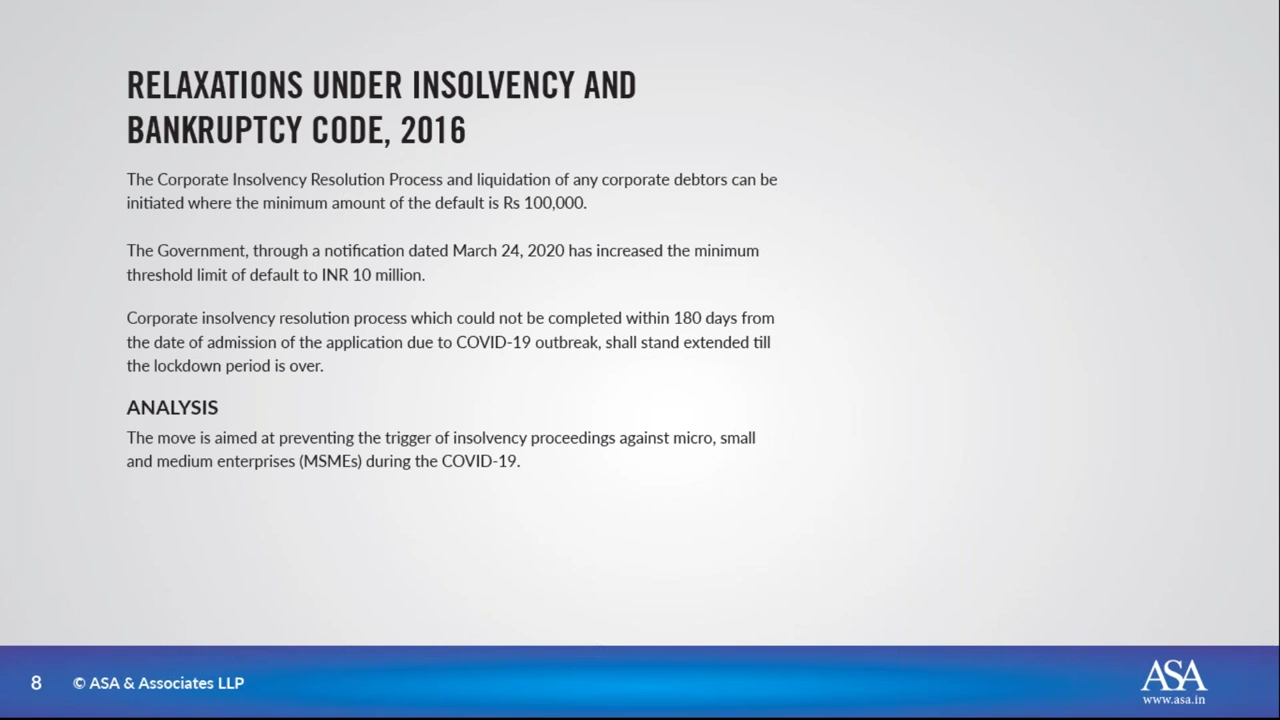 RELAXATIONS UNDER INSOLVENCY AND
BANKRUPTCY CODE, 2016
The Corporate Insolvency Resolution Process and liquidation of any corporate debtors can be
initiated where the minimum amount of the default is Rs 100,000.
The Government, through a notification dated March 24, 2020 has increased the minimum
threshold limit of default to INR 10 million.
Corporate insolvency resolution process which could not be completed within 180 days from
the date of admission of the application due to COVID-19 outbreak, shall stand extended till
the lockdown period is over.
ANALYSIS
The move is aimed at preventing the trigger of insolvency proceedings against micro, small
and medium enterprises (MSMEs) during the COVID-19.
8 © ASA & Associates LLP
ASA
www.asa.in